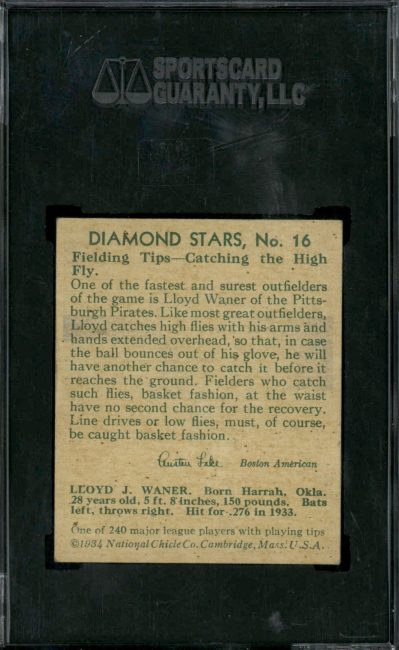 SPORTSCARD
GUARANTY, LLC
DIAMOND STARS, No. 16
Fielding Tips—Catching the High
Fly.
One of the fastest and surest outfielders
of the game is Lloyd Waner of the Pitts-
burgh Pirates. Like most great outfielders,
Lloyd catches high flies with his arms and
hands extended overhead, so that, in case
the ball bounces out of his glove, he will
have another chance to catch it before it
reaches the ground. Fielders who catch
such flies, basket fashion, at the waist
have no second chance for the recovery.
Line drives or low flies, must, of course,
be caught basket fashion.
Austen Lake Boston American
LLOYD J. WANER. Born Harrah, Okla.
28 years old, 5 ft. 8 inches, 150 pounds. Bats
left, throws right. Hit for .276 in 1933.
One of 240 major league players with playing tips
©1934 National Chicle Co. Cambridge, Mass. U.S.A.